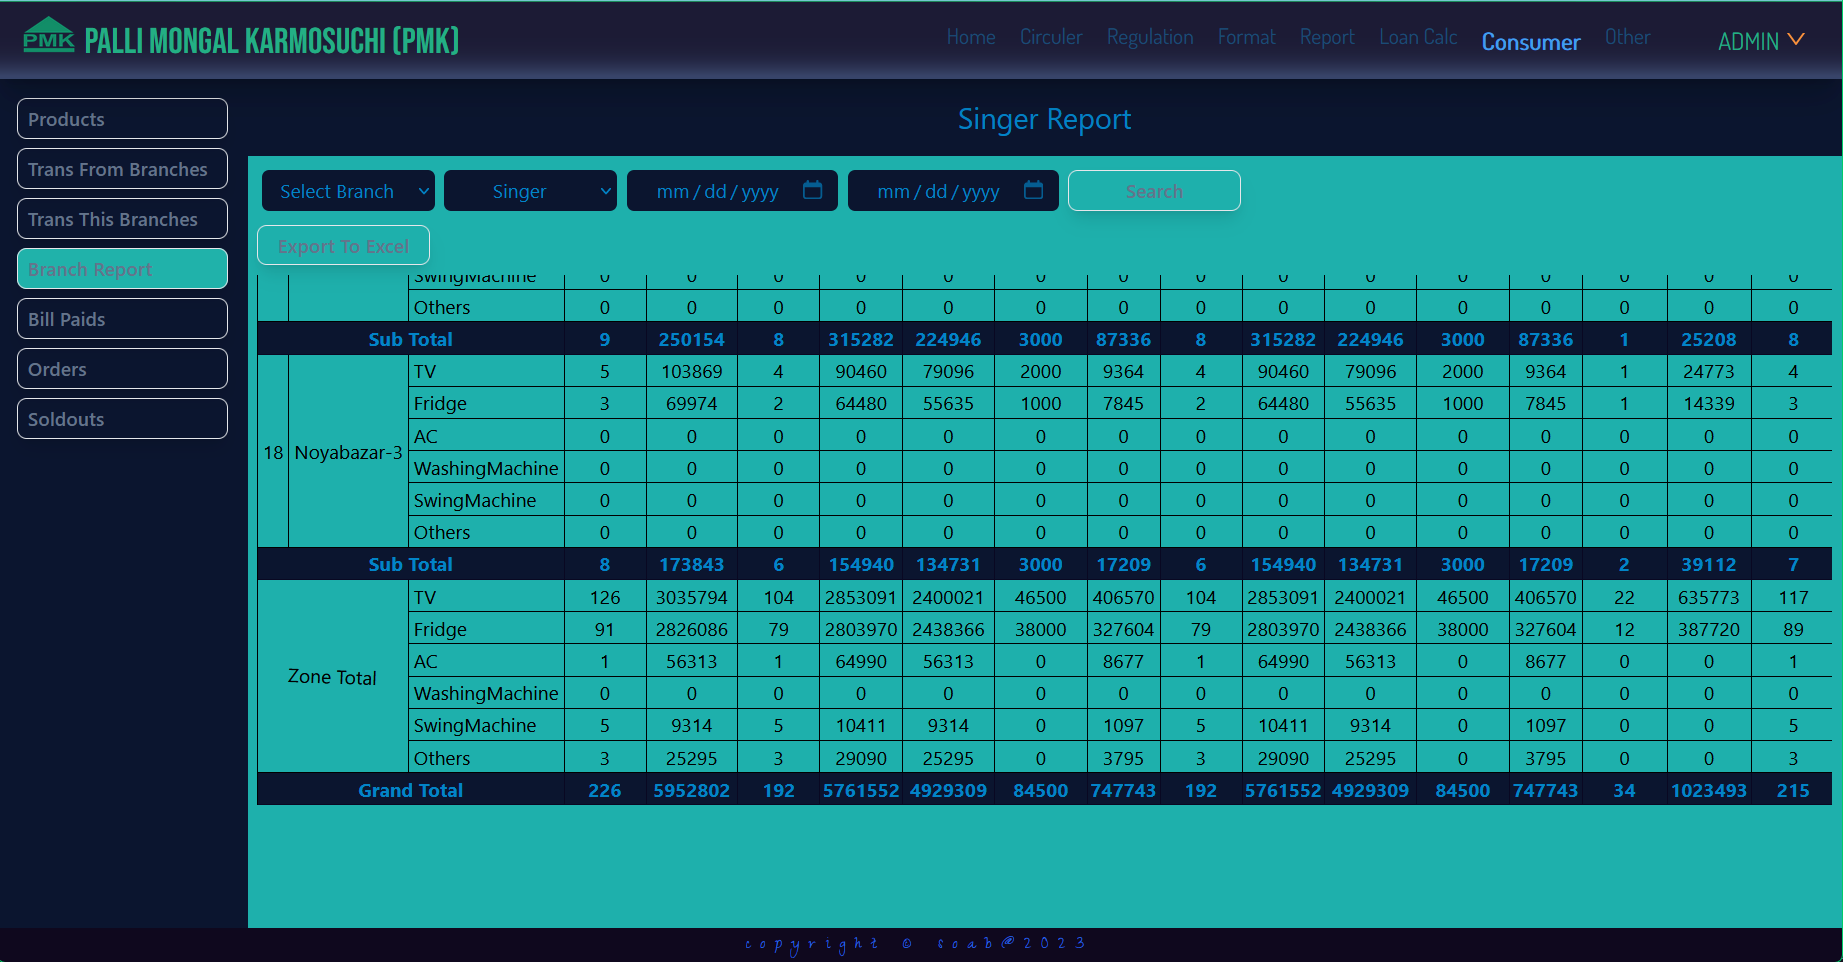 PMK PALLI MONGAL KARMOSUCHI (PMK)
Home Circuler Regulation Format Report Loan Calc Consumer Other ADMIN
Products
Trans From Branches
Trans This Branches
Branch Report
Bill Paids
Orders
Soldouts
Singer Report
Select Branch Singer mm/dd/yyyy mm/dd/yyyy Search
Export To Excel
SwingMachine 0 0 0 0 0 0 0 0 0 0 0 0 0 0 0
Others 0 0 0 0 0 0 0 0 0 0 0 0 0 0 0
Sub Total 9 250154 8 315282 224946 3000 87336 8 315282 224946 3000 87336 1 25208 8
TV 5 103869 4 90460 79096 2000 9364 4 90460 79096 2000 9364 1 24773 4
Fridge 3 69974 2 64480 55635 1000 7845 2 64480 55635 1000 7845 1 14339 3
AC 0 0 0 0 0 0 0 0 0 0 0 0 0 0 0
18 Noyabazar-3
WashingMachine 0 0 0 0 0 0 0 0 0 0 0 0 0 0 0
SwingMachine 0 0 0 0 0 0 0 0 0 0 0 0 0 0 0
Others 0 0 0 0 0 0 0 0 0 0 0 0 0 0 0
Sub Total 8 173843 6 154940 134731 3000 17209 6 154940 134731 3000 17209 2 39112 7
TV 126 3035794 104 2853091 2400021 46500 406570 104 2853091 2400021 46500 406570 22 635773 117
Fridge 91 2826086 79 2803970 2438366 38000 327604 79 2803970 2438366 38000 327604 12 387720 89
AC 1 56313 1 64990 56313 0 8677 1 64990 56313 0 8677 0 0 1
Zone Total
WashingMachine 0 0 0 0 0 0 0 0 0 0 0 0 0 0 0
SwingMachine 5 9314 5 10411 9314 0 1097 5 10411 9314 0 1097 0 0 5
Others 3 25295 3 29090 25295 0 3795 3 29090 25295 0 3795 0 0 3
Grand Total 226 5952802 192 5761552 4929309 84500 747743 192 5761552 4929309 84500 747743 34 1023493 215
copyright © soab@2023